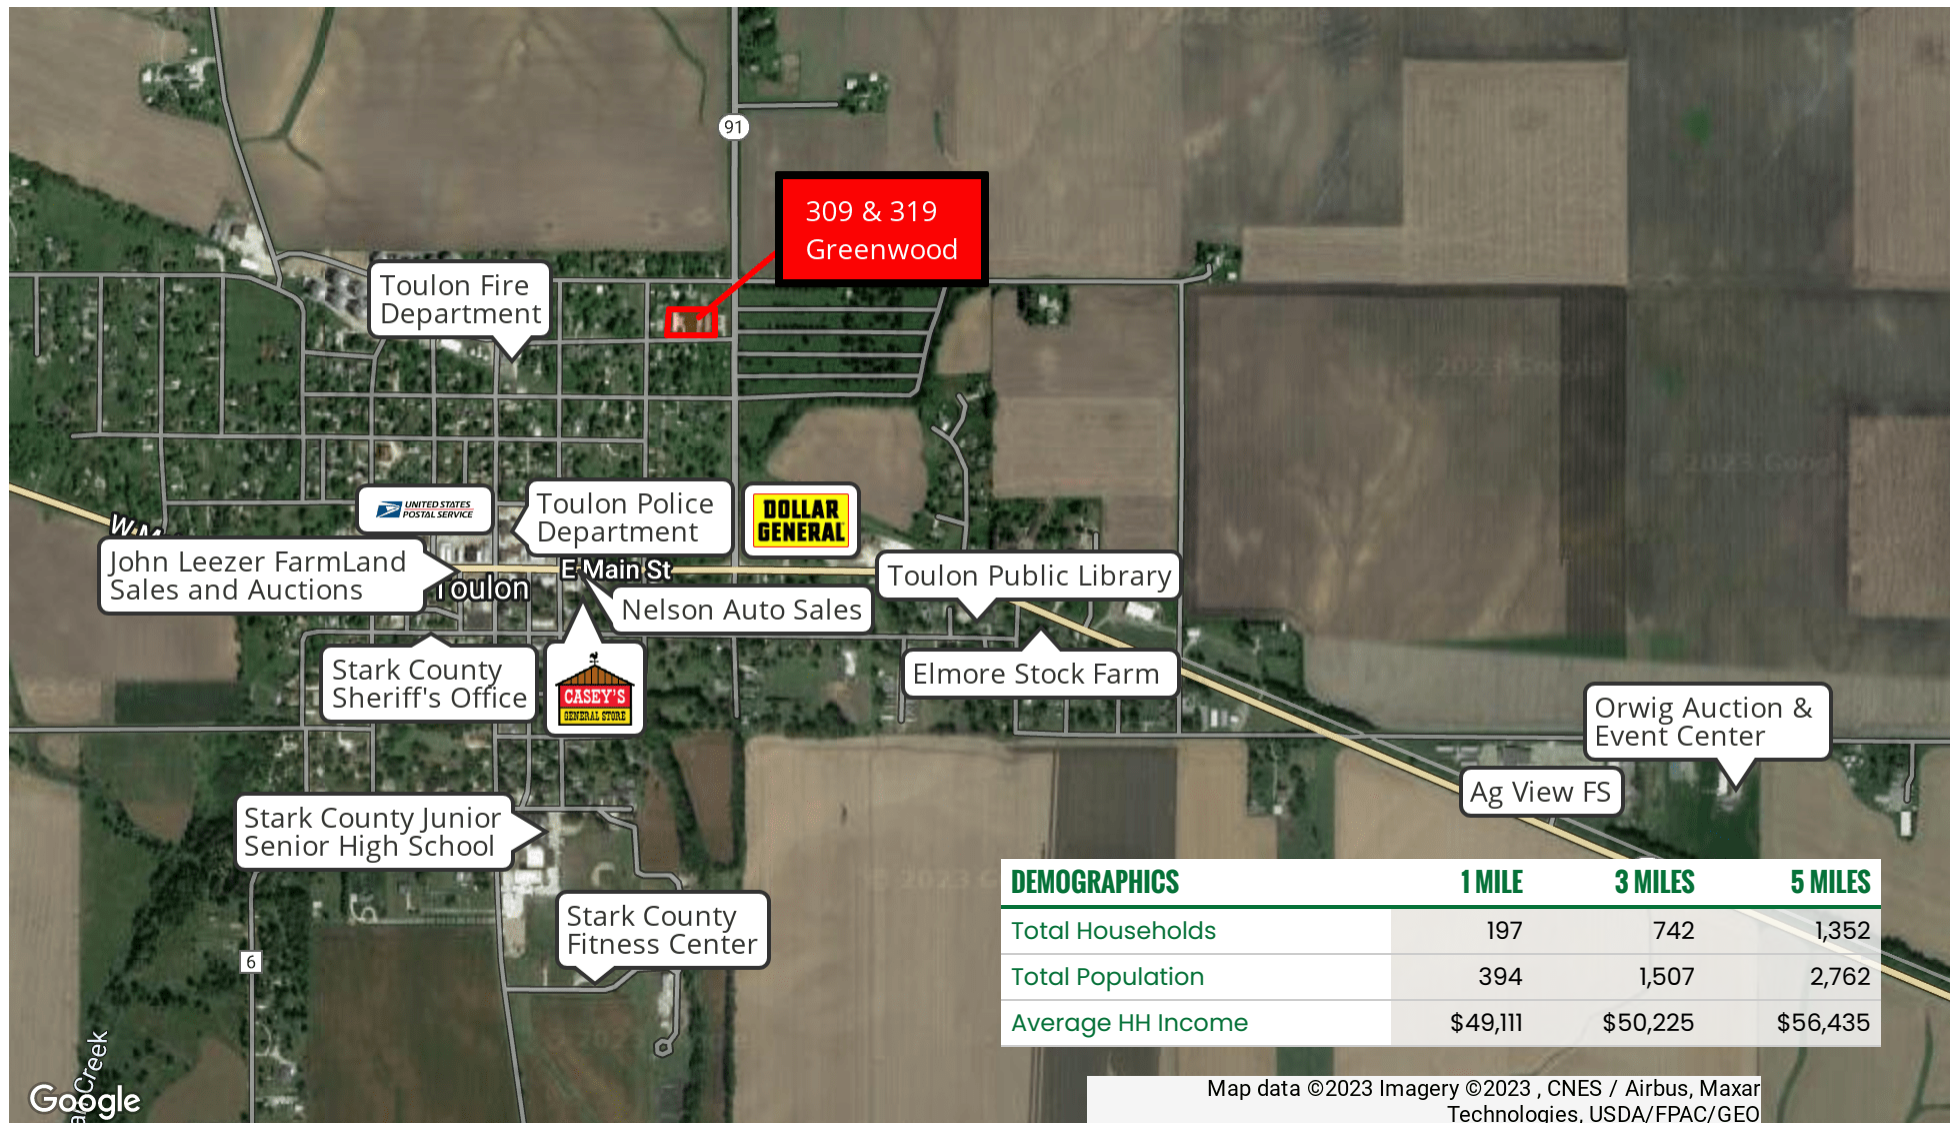 91
309 & 319
Greenwood
Toulon Fire
Department
UNITED STATES
POSTAL SERVICE
Toulon Police
Department
DOLLAR
GENERAL
John Leezer FarmLand
Sales and Auctions
E Main St
Toulon
Toulon Public Library
Nelson Auto Sales
Stark County
Sheriff's Office
CASEY'S
GENERAL STORE
Elmore Stock Farm
Orwig Auction &
Event Center
Ag View FS
Stark County Junior
Senior High School
Stark County
Fitness Center
6
DEMOGRAPHICS 1 MILE 3 MILES 5 MILES
Total Households 197 742 1,352
Total Population 394 1,507 2,762
Average HH Income $49,111 $50,225 $56,435
Creek
Google
Map data ©2023 Imagery ©2023 , CNES / Airbus, Maxar
Technologies, USDA/FPAC/GEO